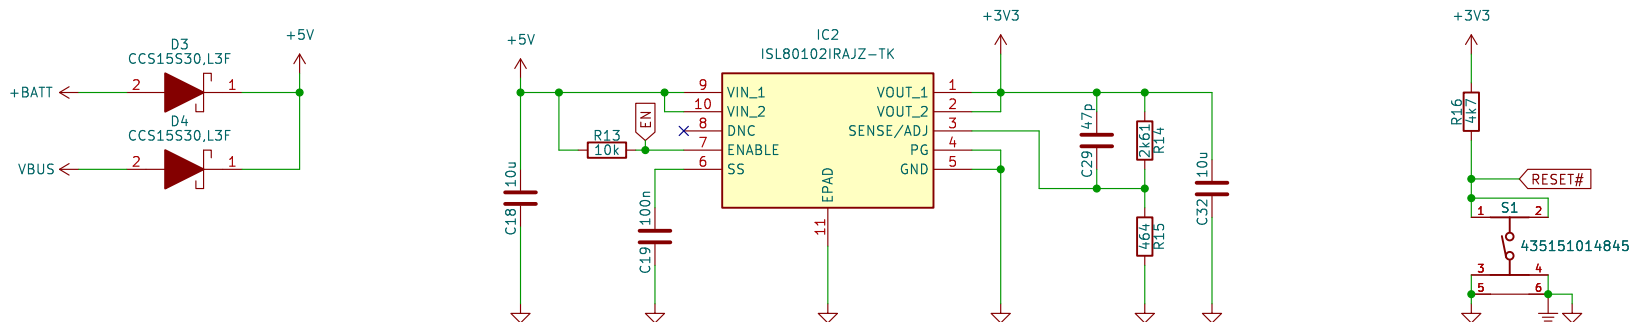 D3
CCS15S30,L3F
+BATT
2
1
+5V
D4
CCS15S30,L3F
VBUS
2
1
+5V
10u
C18
R13
10k
EN
100n
C19
IC2
ISL80102IRAJZ-TK
9
VIN_1
10
VIN_2
8
DNC
7
ENABLE
6
SS
EPAD
11
VOUT_1
1
VOUT_2
2
SENSE/ADJ
3
PG
4
GND
5
+3V3
47p
C29
2k61
R14
464
R15
10u
C32
+3V3
R16
4k7
RESET#
S1
1
2
435151014845
3
4
5
6